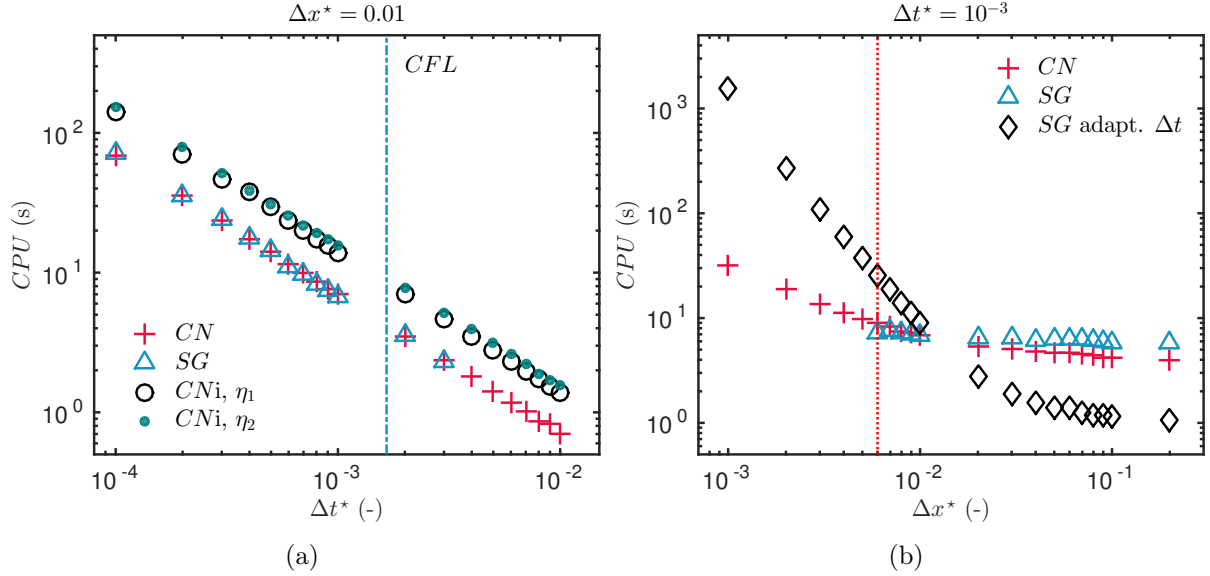 Δx* = 0.01
CPU (s)
10²
10¹
10⁰
CFL
CN
SG
CNi, η₁
CNi, η₂
10⁻⁴
10⁻³
10⁻²
Δt* (-)
(a)
Δt* = 10⁻³
CPU (s)
10³
10²
10¹
10⁰
CN
SG
SG adapt. Δt
10⁻³
10⁻²
10⁻¹
Δx* (-)
(b)